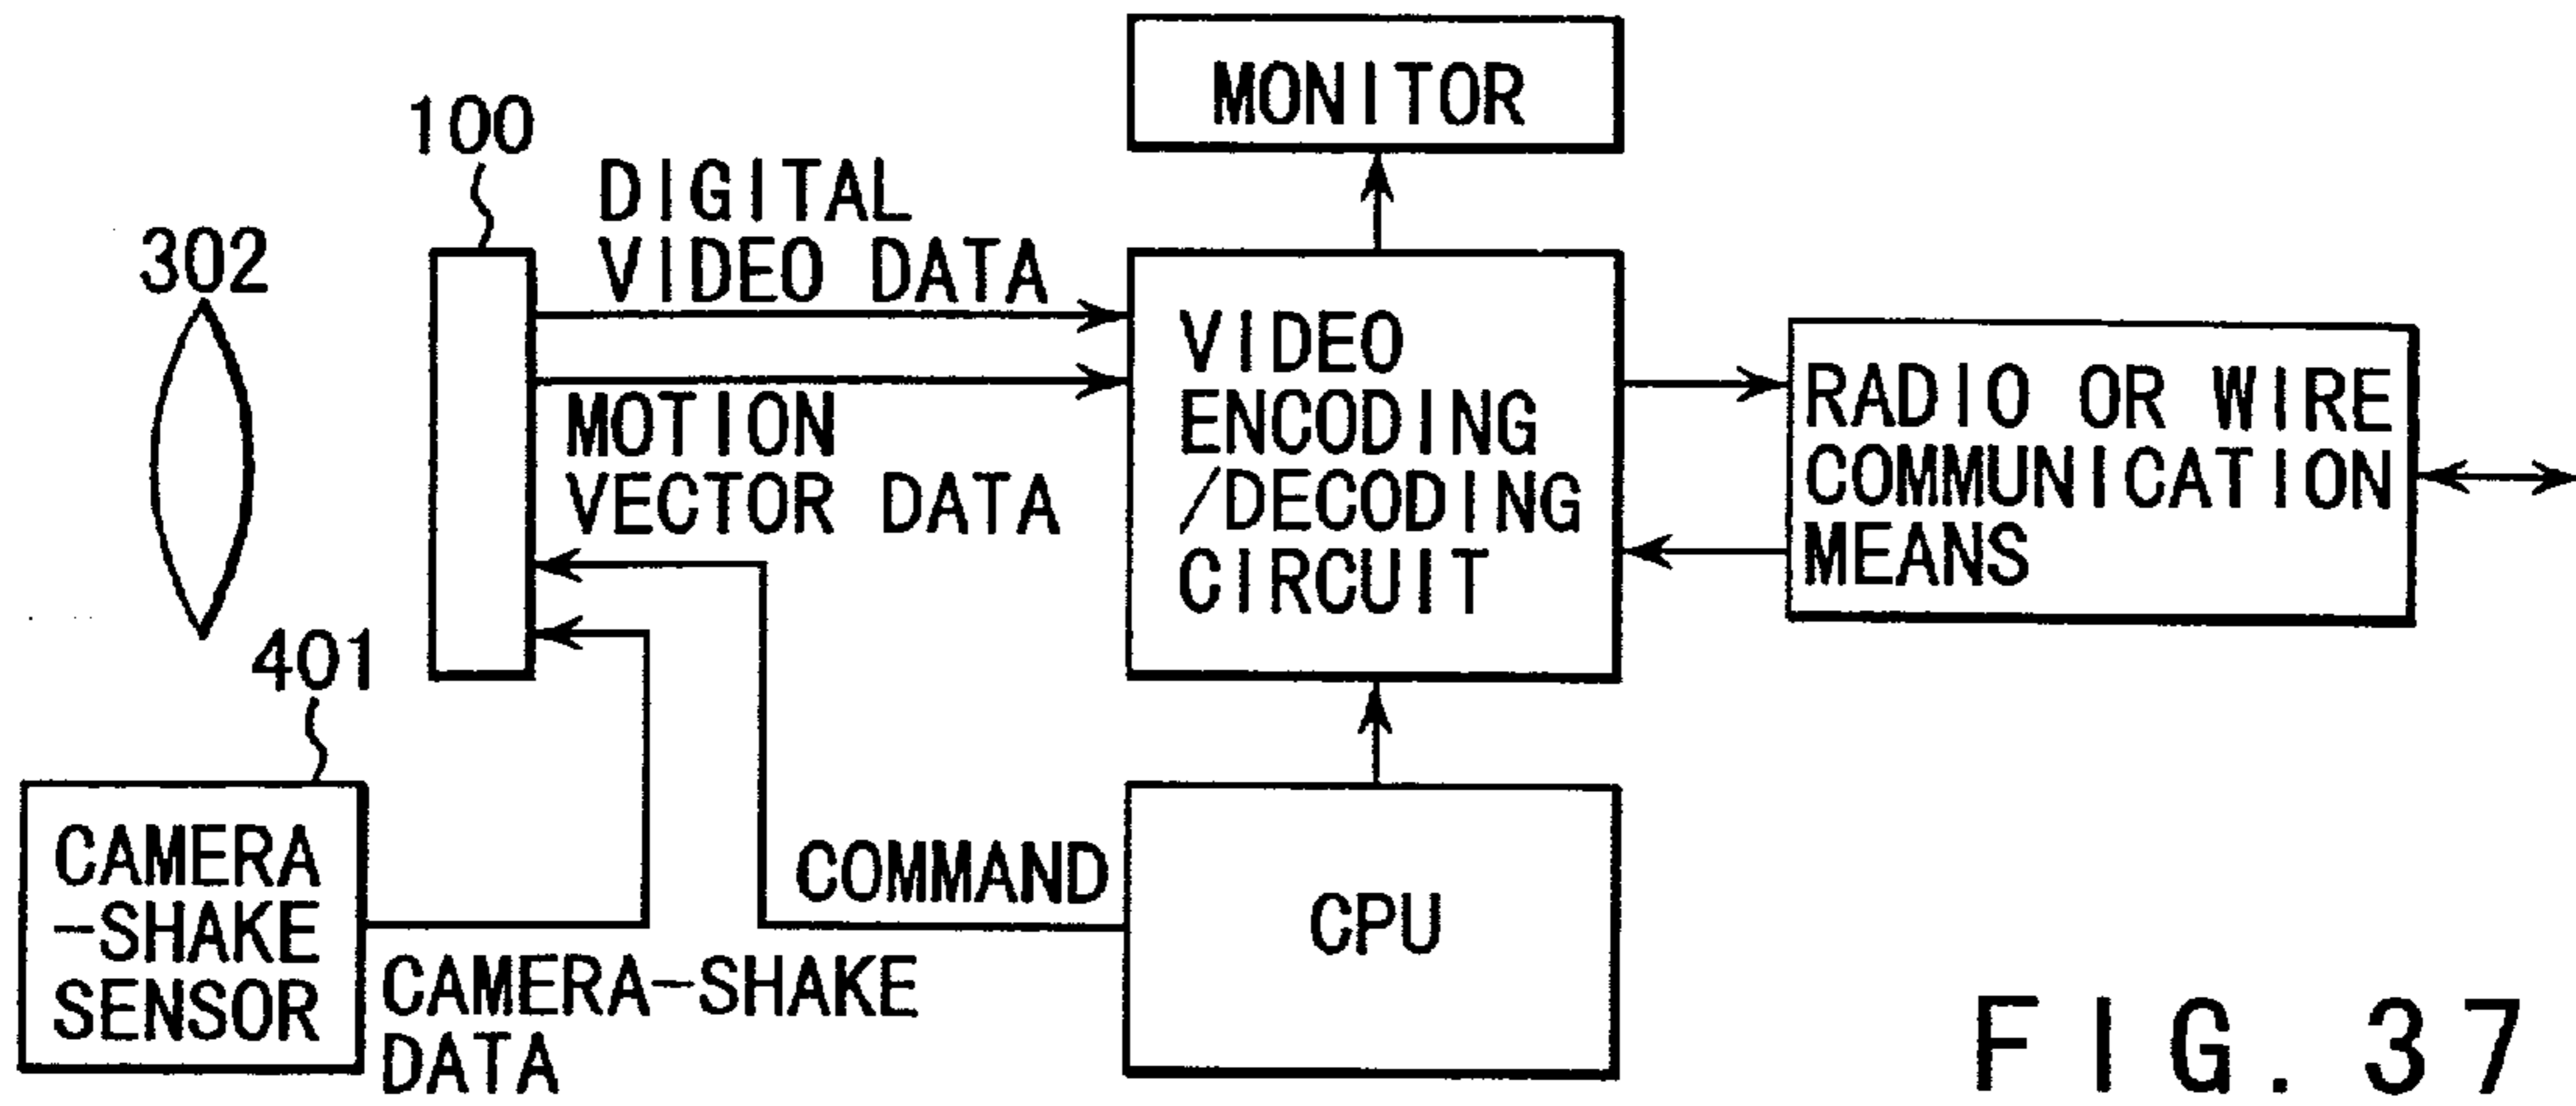 MONITOR
100
302
DIGITAL
VIDEO DATA
MOTION
VECTOR DATA
VIDEO
ENCODING
/DECODING
CIRCUIT
RADIO OR WIRE
COMMUNICATION
MEANS
401
CAMERA
-SHAKE
SENSOR
CAMERA-SHAKE
DATA
COMMAND
CPU
FIG. 37